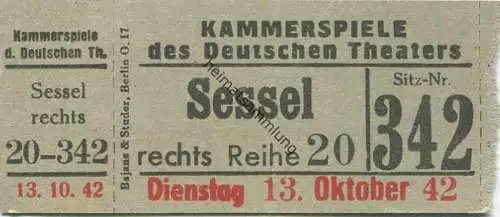 Kammerspiele
d. Deutschen Th.
Sessel
rechts
20-342
13. 10. 42
Bajanz & Studer, Berlin O. 17
KAMMERSPIELE
des Deutschen Theaters
Sessel
rechts Reihe 20
Sitz-Nr.
342
Dienstag 13. Oktober 42
heimatsammlung